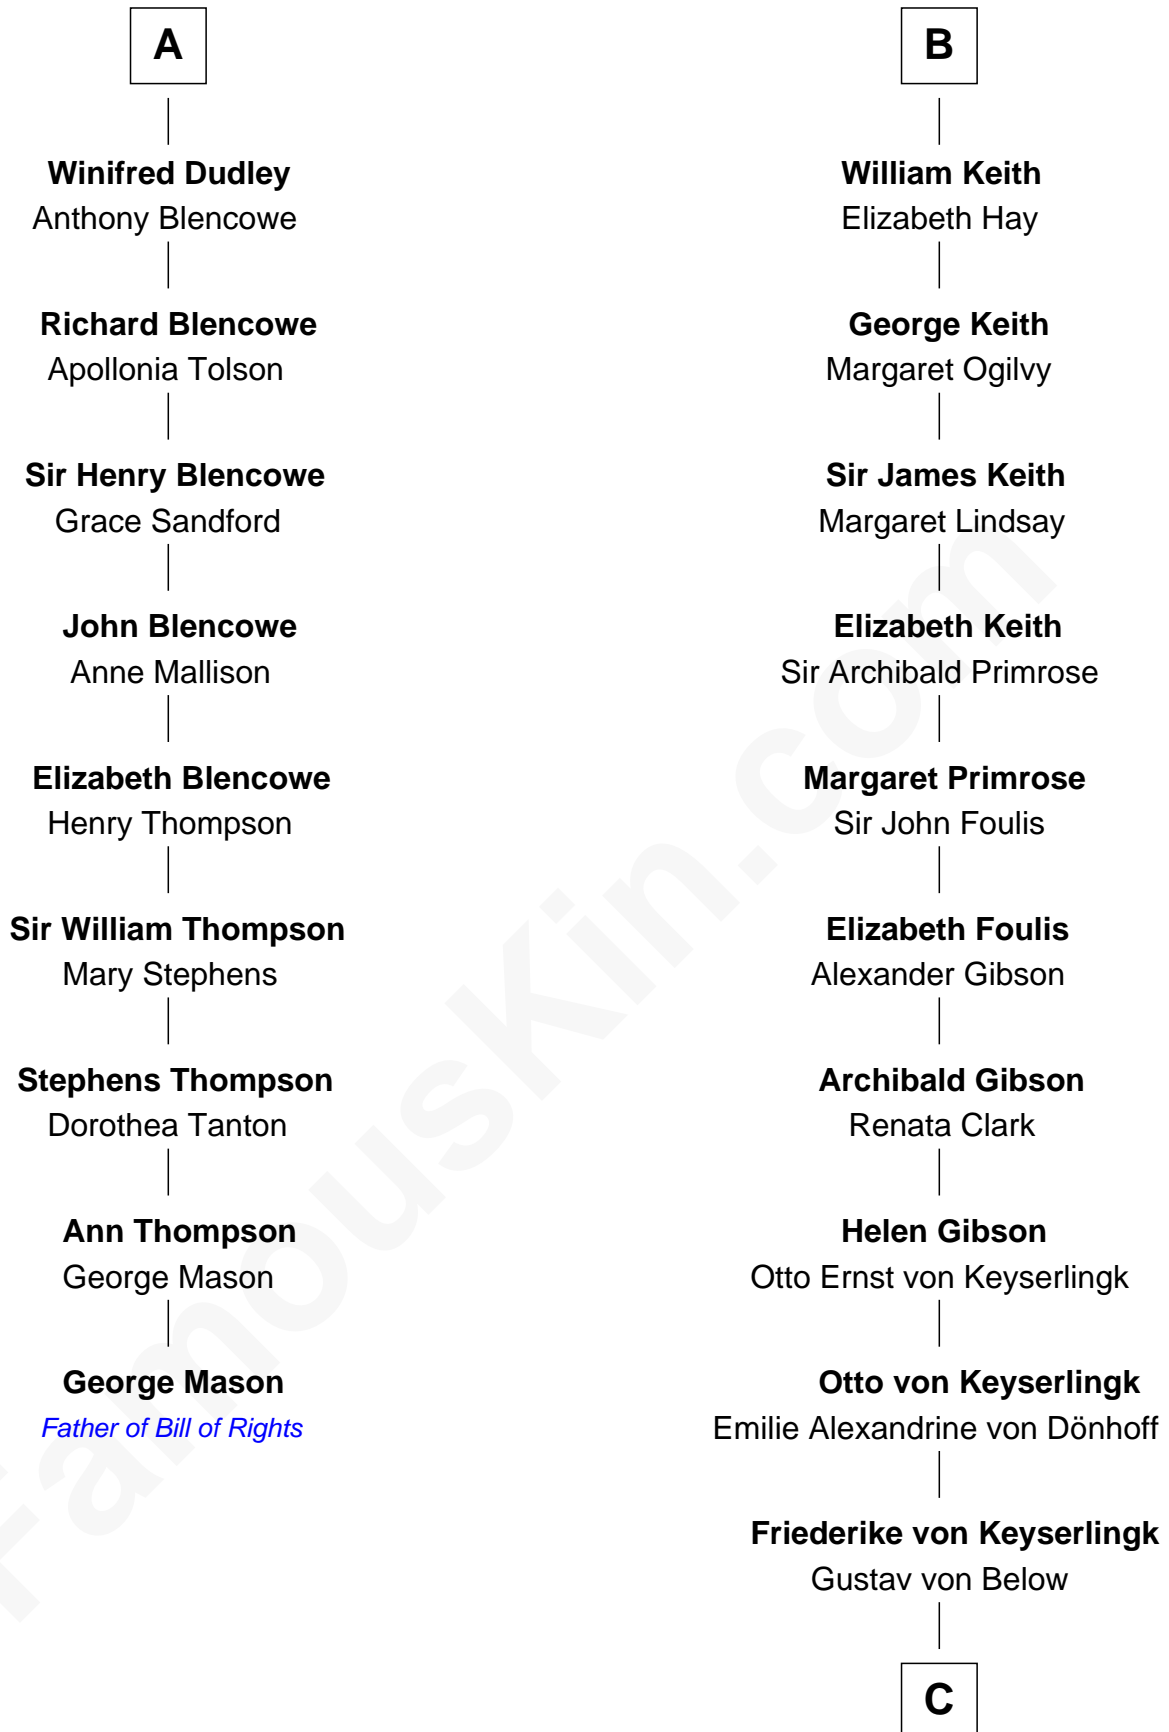 A
Winifred Dudley
Anthony Blencowe
Richard Blencowe
Apollonia Tolson
Sir Henry Blencowe
Grace Sandford
John Blencowe
Anne Mallison
Elizabeth Blencowe
Henry Thompson
Sir William Thompson
Mary Stephens
Stephens Thompson
Dorothea Tanton
Ann Thompson
George Mason
George Mason
Father of Bill of Rights
B
William Keith
Elizabeth Hay
George Keith
Margaret Ogilvy
Sir James Keith
Margaret Lindsay
Elizabeth Keith
Sir Archibald Primrose
Margaret Primrose
Sir John Foulis
Elizabeth Foulis
Alexander Gibson
Archibald Gibson
Renata Clark
Helen Gibson
Otto Ernst von Keyserlingk
Otto von Keyserlingk
Emilie Alexandrine von Dönhoff
Friederike von Keyserlingk
Gustav von Below
C
FamousKin.com